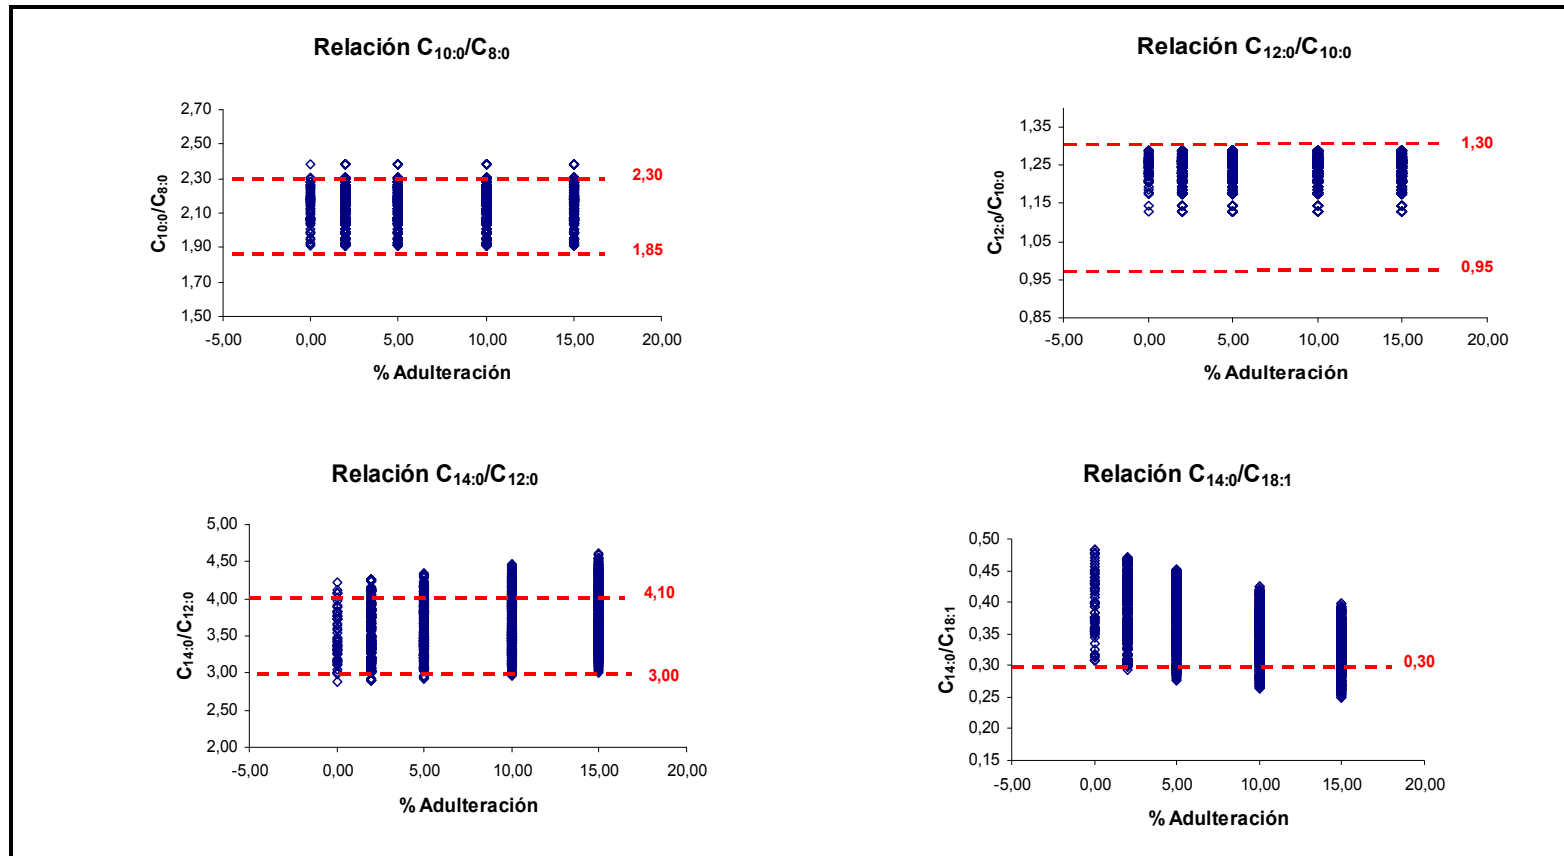 Relación C10:0/C8:0
C10:0/C8:0
2,70
2,50
2,30
2,10
1,90
1,70
1,50
-5,00 0,00 5,00 10,00 15,00 20,00
% Adulteración
2,30
1,85
Relación C12:0/C10:0
C12:0/C10:0
1,35
1,25
1,15
1,05
0,95
0,85
-5,00 0,00 5,00 10,00 15,00 20,00
% Adulteración
1,30
0,95
Relación C14:0/C12:0
C14:0/C12:0
5,00
4,50
4,00
3,50
3,00
2,50
2,00
-5,00 0,00 5,00 10,00 15,00 20,00
% Adulteración
4,10
3,00
Relación C14:0/C18:1
C14:0/C18:1
0,50
0,45
0,40
0,35
0,30
0,25
0,20
0,15
-5,00 0,00 5,00 10,00 15,00 20,00
% Adulteración
0,30